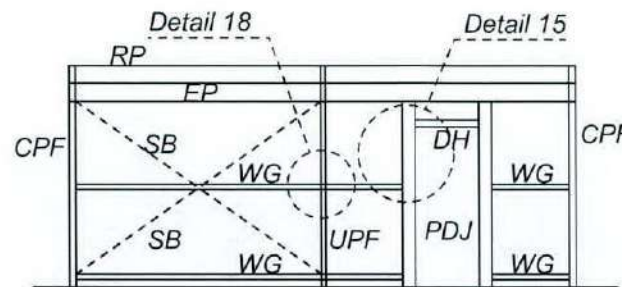 Detail 18
Detail 15
RP
EP
CPF
SB
WG
DH
WG
CPF
SB
WG
UPF
PDJ
WG